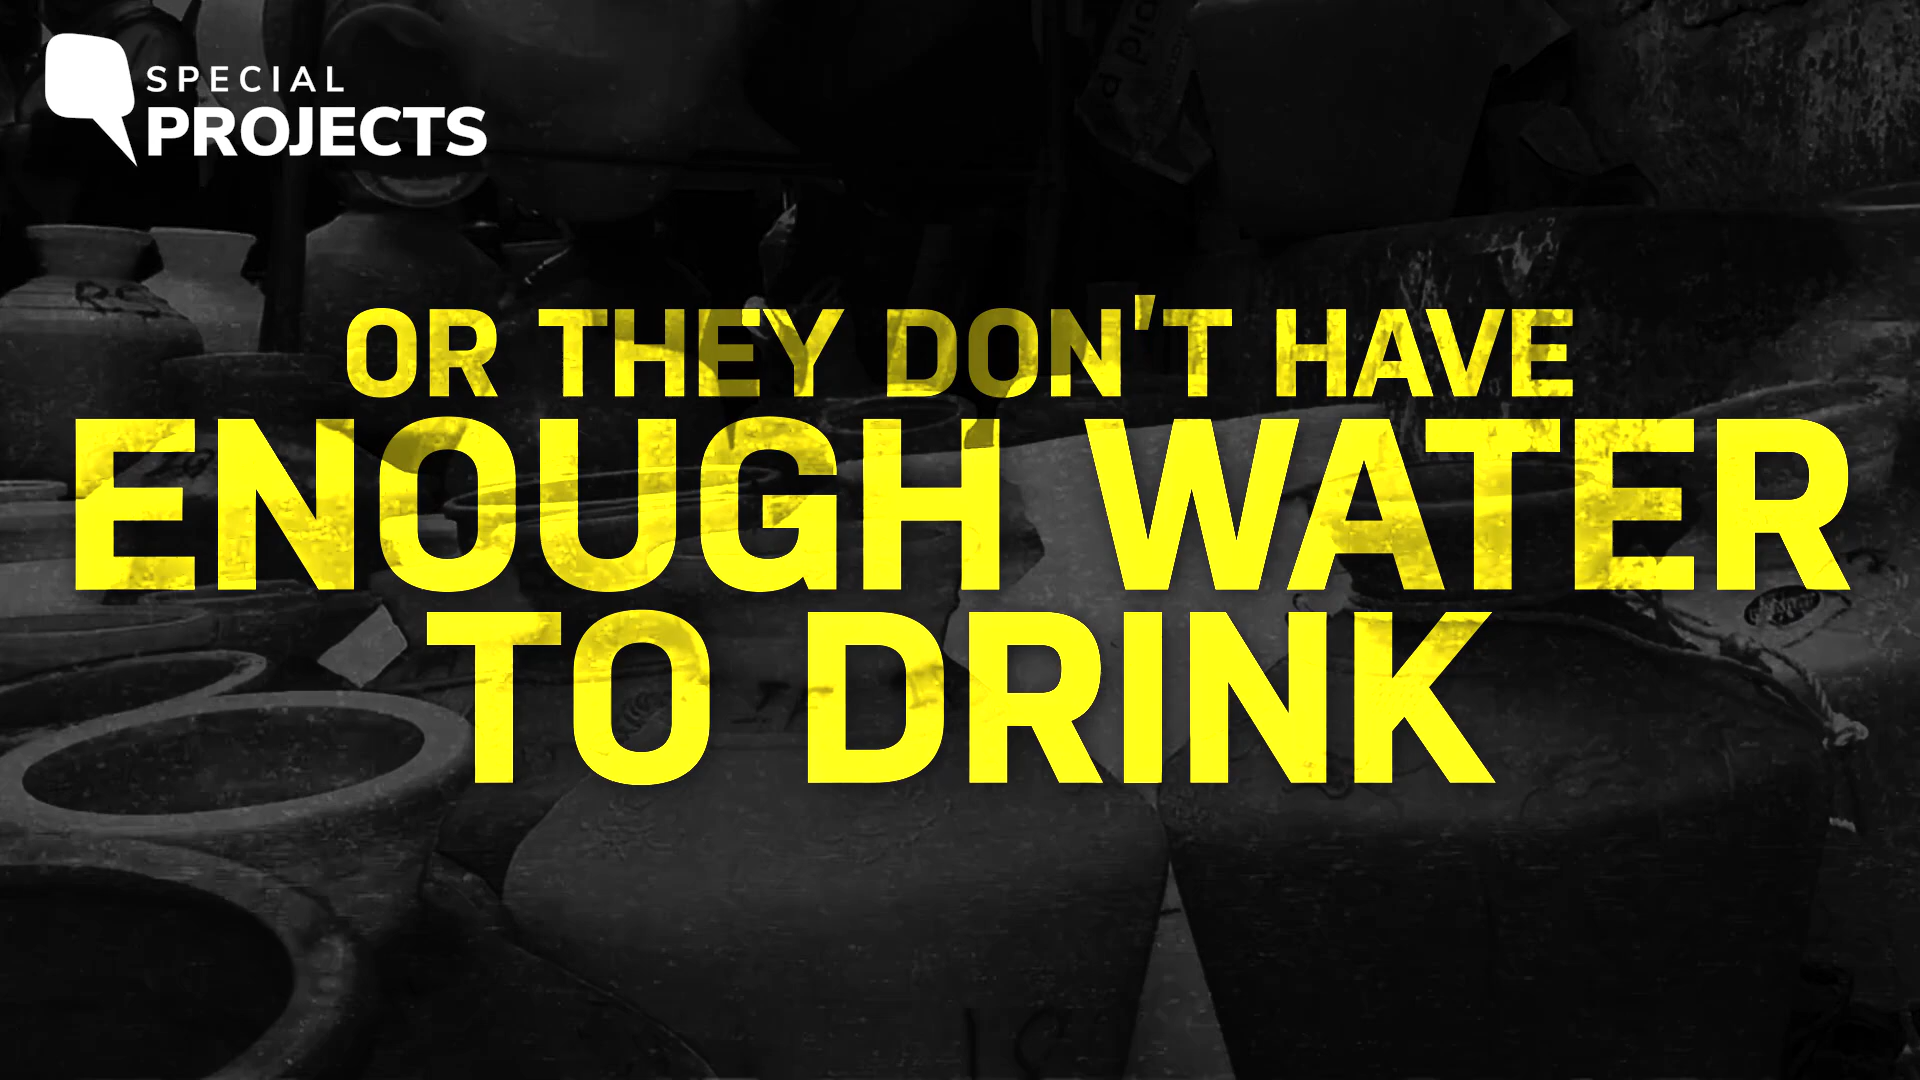 SPECIAL
PROJECTS
OR THEY DON'T HAVE
ENOUGH WATER
TO DRINK